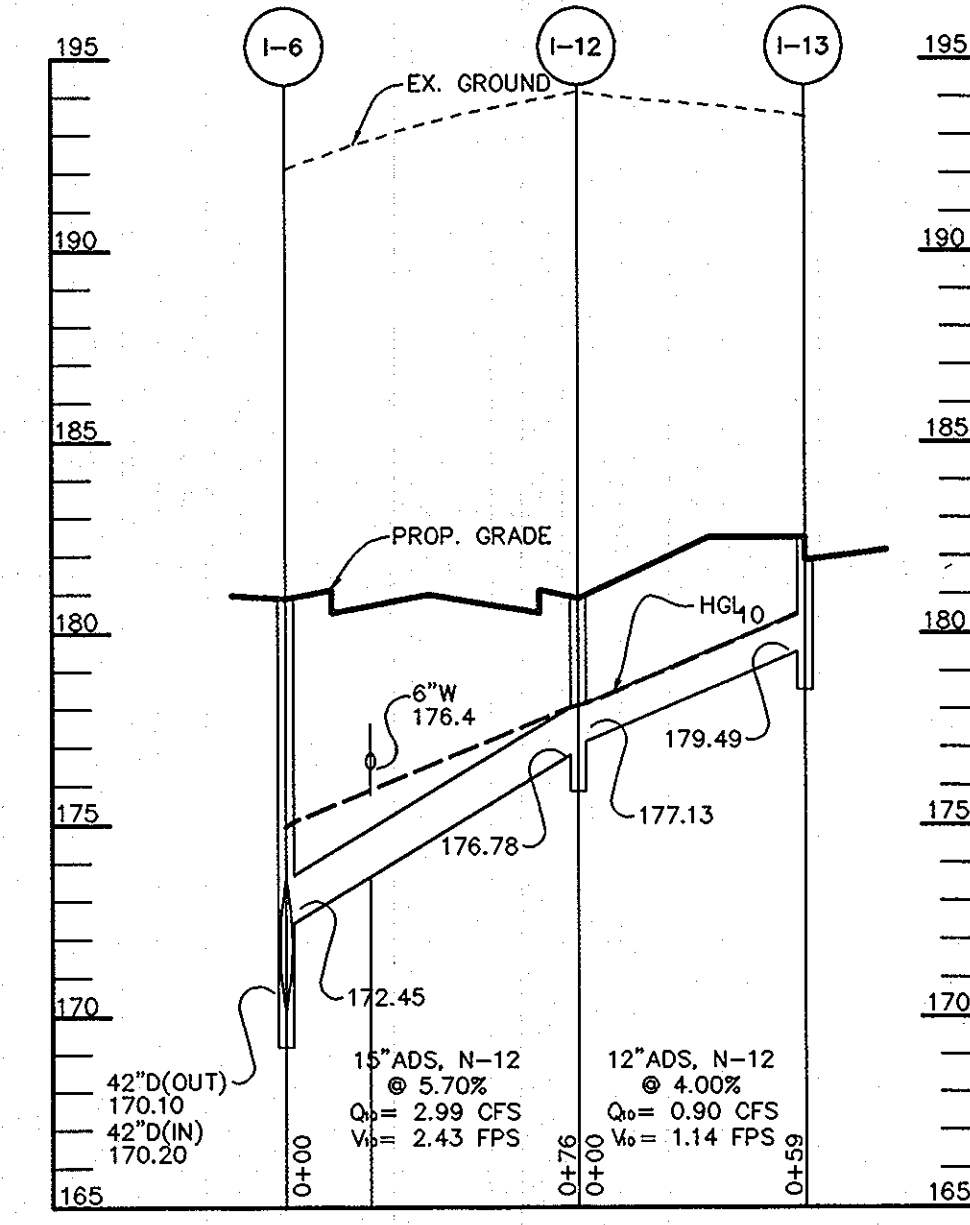 I-6
I-12
I-13
195
195
EX. GROUND
190
190
185
185
PROP. GRADE
180
180
HGL10
6"W
176.4
179.49
175
175
177.13
176.78
172.45
170
170
42"D(OUT)
170.10
42"D(IN)
170.20
15"ADS, N-12
@ 5.70%
Q10= 2.99 CFS
V10= 2.43 FPS
12"ADS, N-12
@ 4.00%
Q10= 0.90 CFS
V10= 1.14 FPS
0+00
0+76
0+00
0+59
165
165